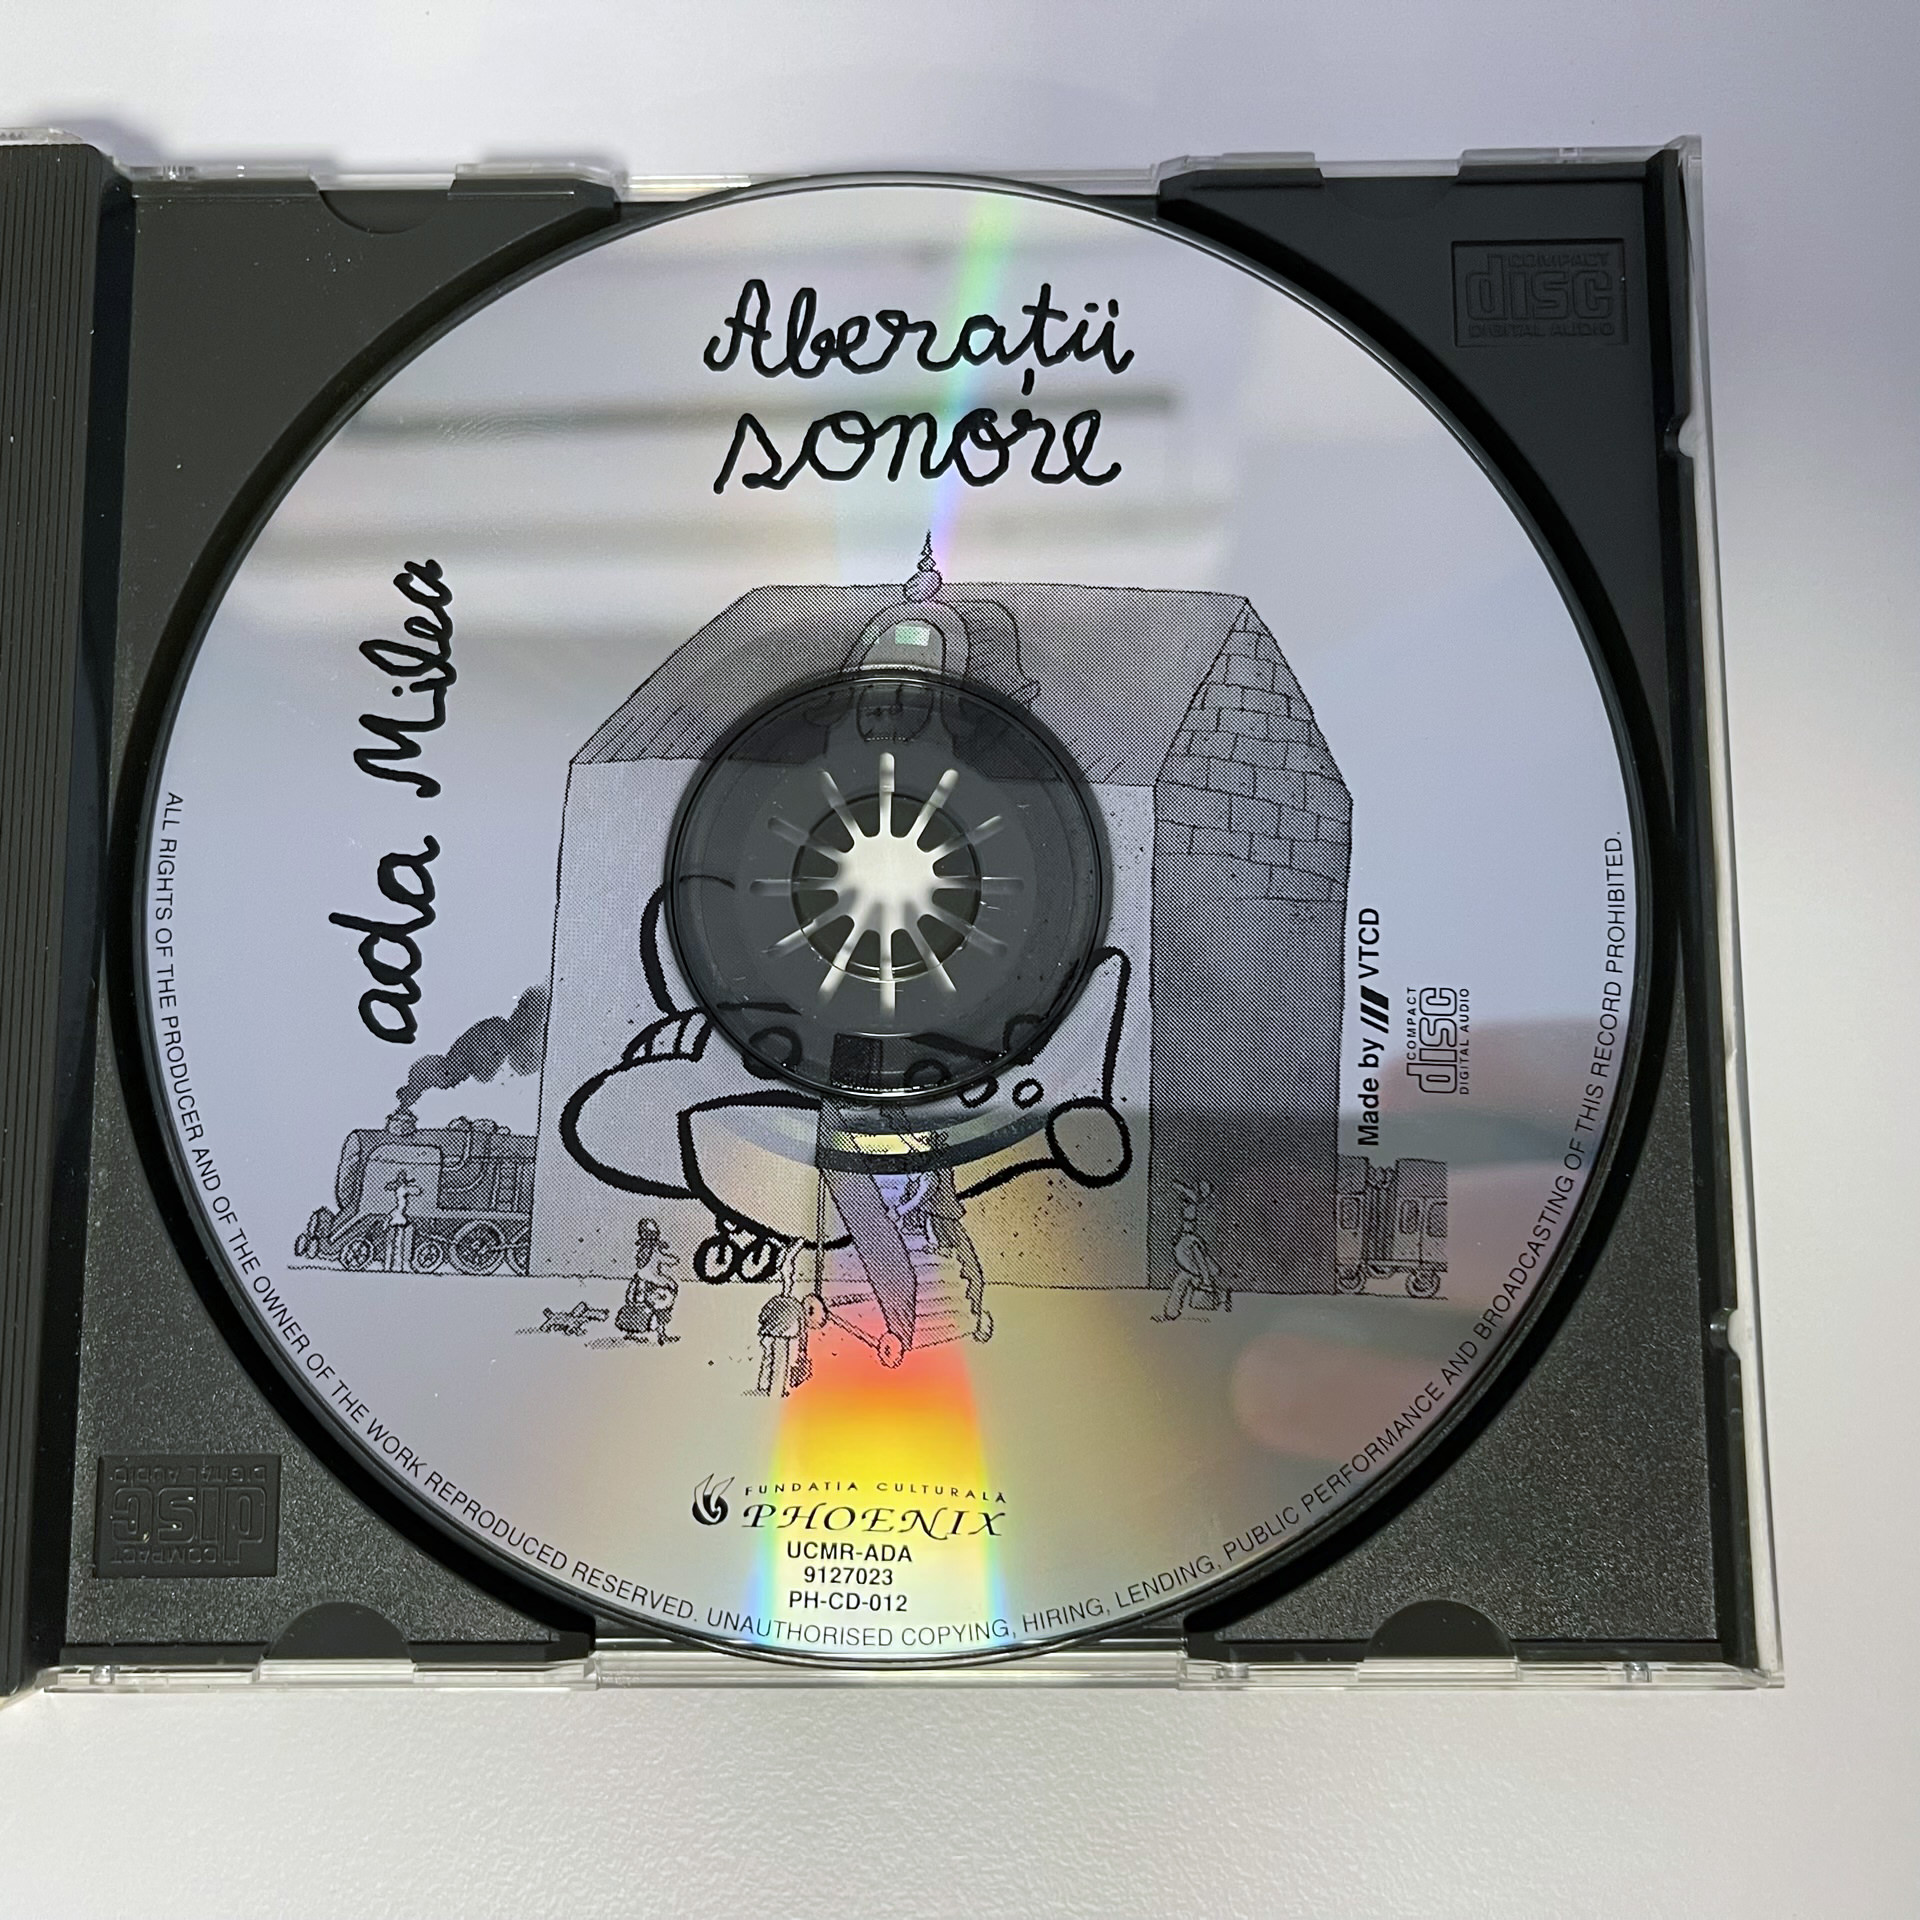 Aberații
sonore
ada Milea
Made by VTCD
COMPACT
disc
DIGITAL AUDIO
FUNDATIA CULTURALĂ
PHOENIX
UCMR-ADA
9127023
PH-CD-012
ALL RIGHTS OF THE PRODUCER AND OF THE OWNER OF THE WORK REPRODUCED RESERVED. UNAUTHORISED COPYING, HIRING, LENDING, PUBLIC PERFORMANCE AND BROADCASTING OF THIS RECORD PROHIBITED.
COMPACT
disc
DIGITAL AUDIO
COMPACT
disc
DIGITAL AUDIO